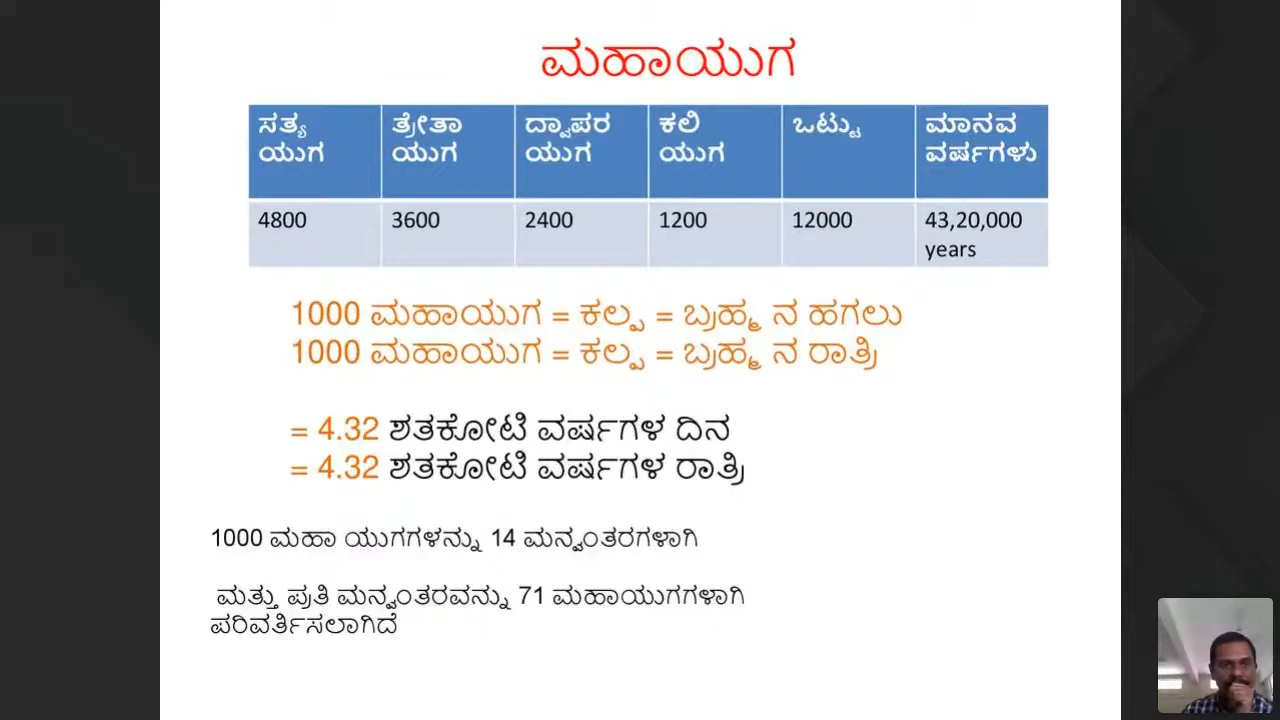 ಮಹಾಯುಗ
ಸತ್ಯ ಯುಗ
ತ್ರೇತಾ ಯುಗ
ದ್ವಾಪರ ಯುಗ
ಕಲಿ ಯುಗ
ಒಟ್ಟು
ಮಾನವ ವರ್ಷಗಳು
4800 3600 2400 1200 12000 43,20,000 years
1000 ಮಹಾಯುಗ = ಕಲ್ಪ = ಬ್ರಹ್ಮ ನ ಹಗಲು
1000 ಮಹಾಯುಗ = ಕಲ್ಪ = ಬ್ರಹ್ಮ ನ ರಾತ್ರಿ
= 4.32 ಶತಕೋಟಿ ವರ್ಷಗಳ ದಿನ
= 4.32 ಶತಕೋಟಿ ವರ್ಷಗಳ ರಾತ್ರಿ
1000 ಮಹಾ ಯುಗಗಳನ್ನು 14 ಮನ್ವಂತರಗಳಾಗಿ
ಮತ್ತು ಪ್ರತಿ ಮನ್ವಂತರವನ್ನು 71 ಮಹಾಯುಗಗಳಾಗಿ
ಪರಿವರ್ತಿಸಲಾಗಿದೆ